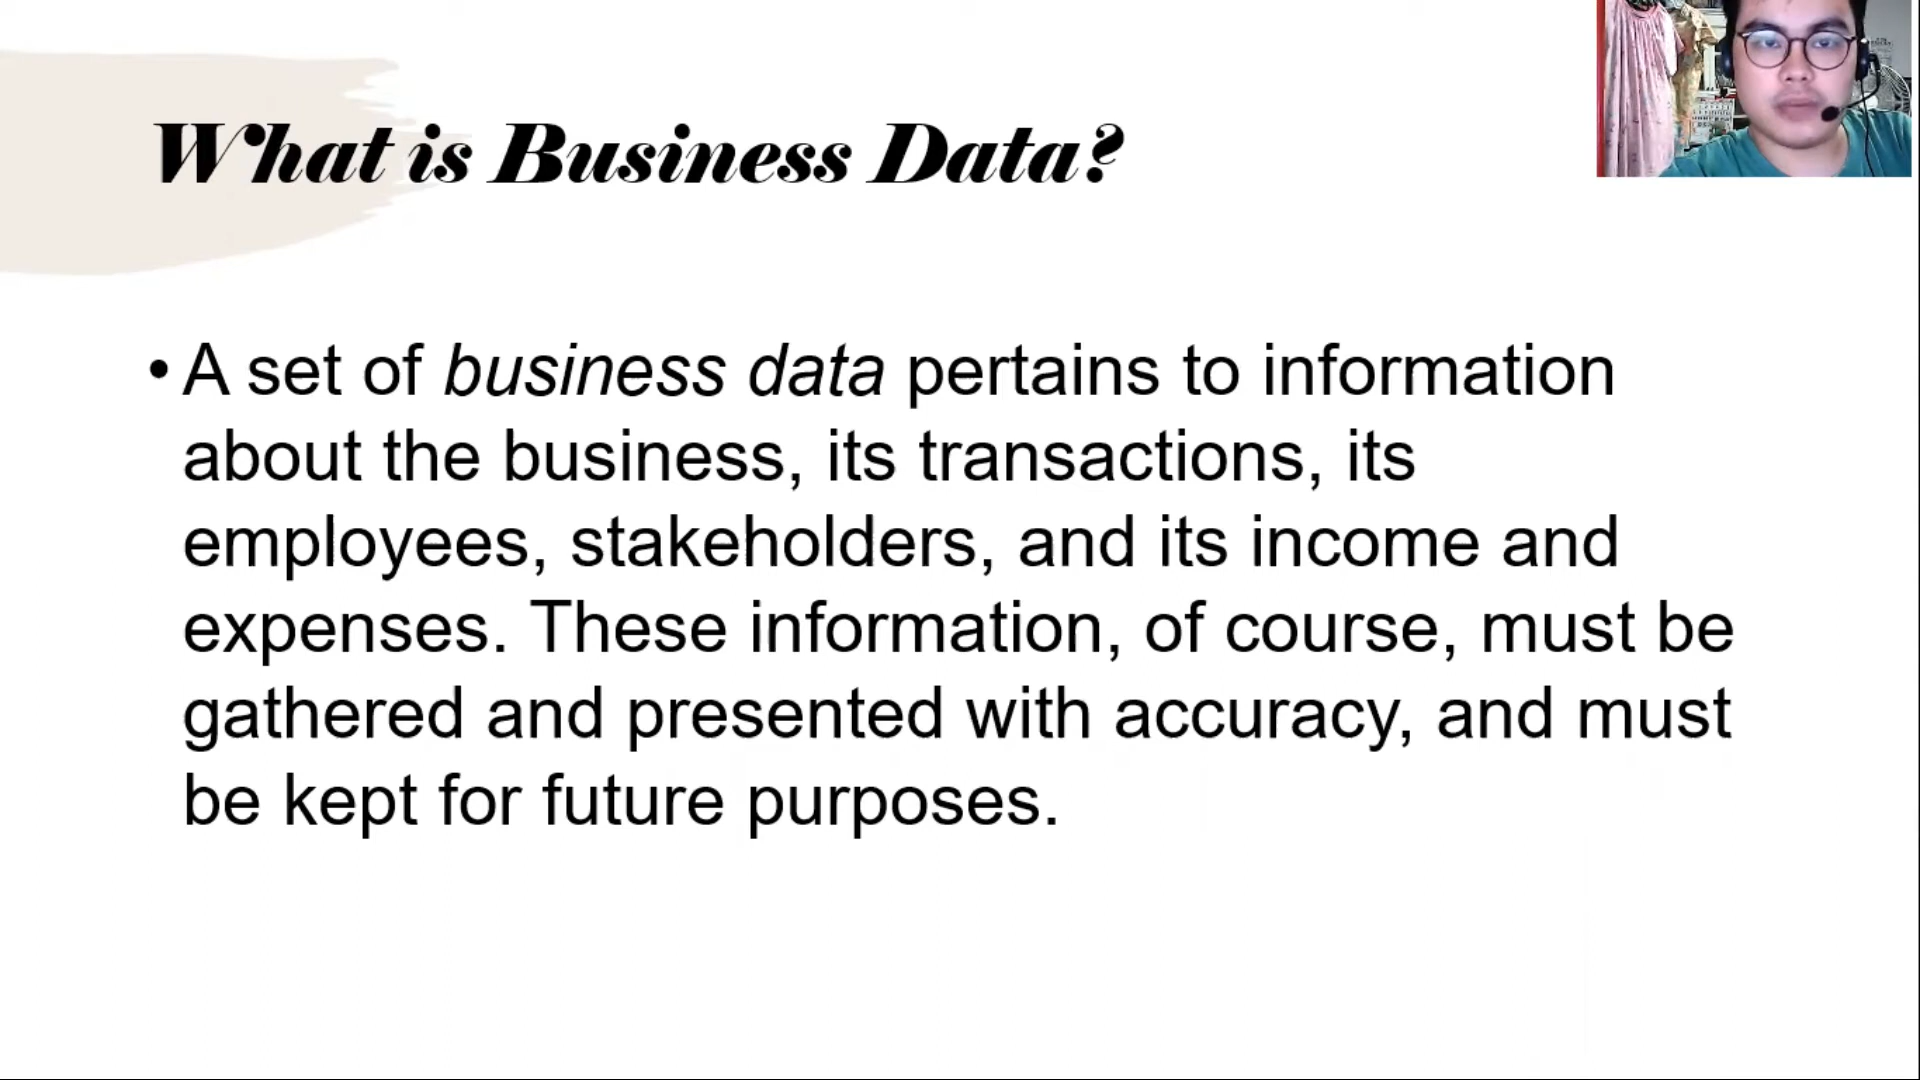 What is Business Data?
• A set of business data pertains to information
about the business, its transactions, its
employees, stakeholders, and its income and
expenses. These information, of course, must be
gathered and presented with accuracy, and must
be kept for future purposes.